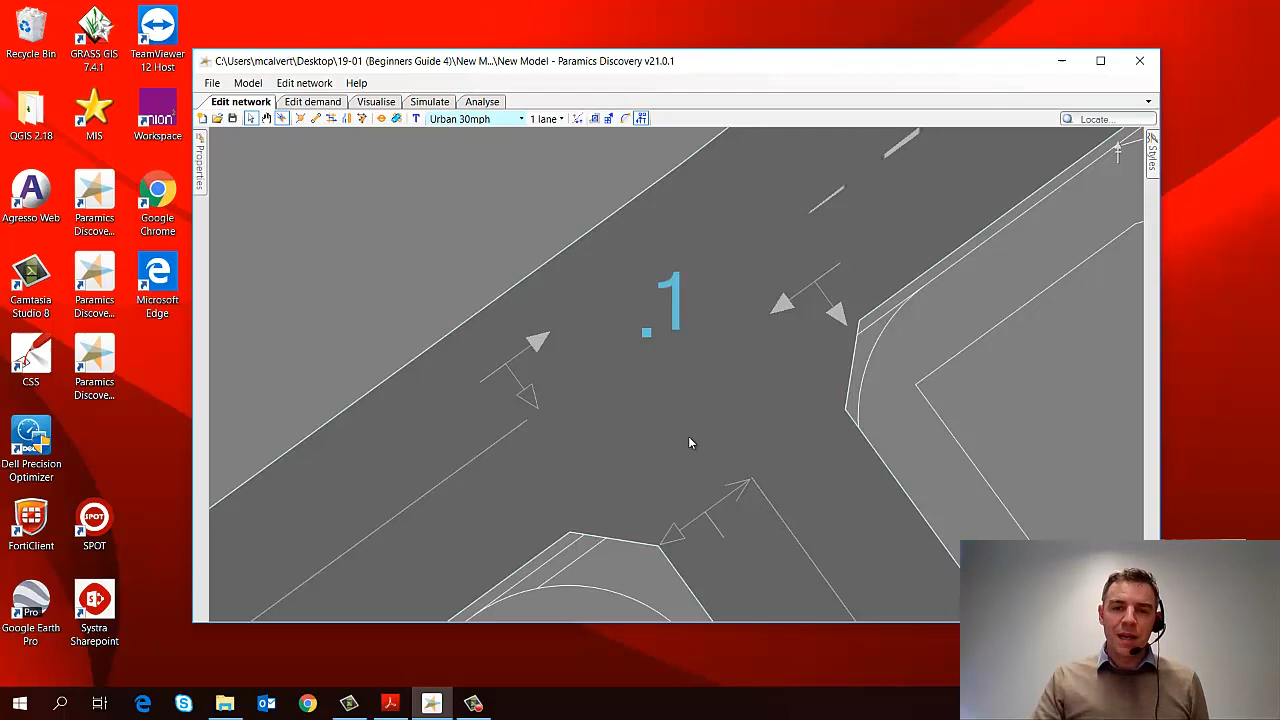 Recycle Bin
GRASS GIS
7.4.1
TeamViewer
12 Host
QGIS 2.18
MIS
Workspace
Agresso Web
Paramics
Discove...
Google
Chrome
Camtasia
Studio 8
Paramics
Discove...
Microsoft
Edge
CSS
Paramics
Discove...
Dell Precision
Optimizer
FortiClient
SPOT
Google Earth
Pro
Systra
Sharepoint
C:\Users\mcalvert\Desktop\19-01 (Beginners Guide 4)\New M...\New Model - Paramics Discovery v21.0.1
File Model Edit network Help
Edit network Edit demand Visualise Simulate Analyse
T Urban 30mph 1 lane Locate...
Properties
Styles
.1